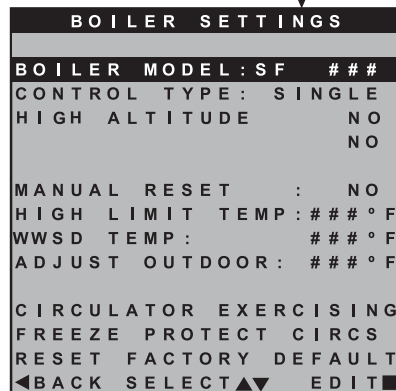 BOILER SETTINGS
BOILER MODEL:SF ###
CONTROL TYPE: SINGLE
HIGH ALTITUDE NO
NO
MANUAL RESET : NO
HIGH LIMIT TEMP:###°F
WWSD TEMP: ###°F
ADJUST OUTDOOR: ###°F
CIRCULATOR EXERCISING
FREEZE PROTECT CIRCS
RESET FACTORY DEFAULT
◀BACK SELECT▲▼ EDIT■